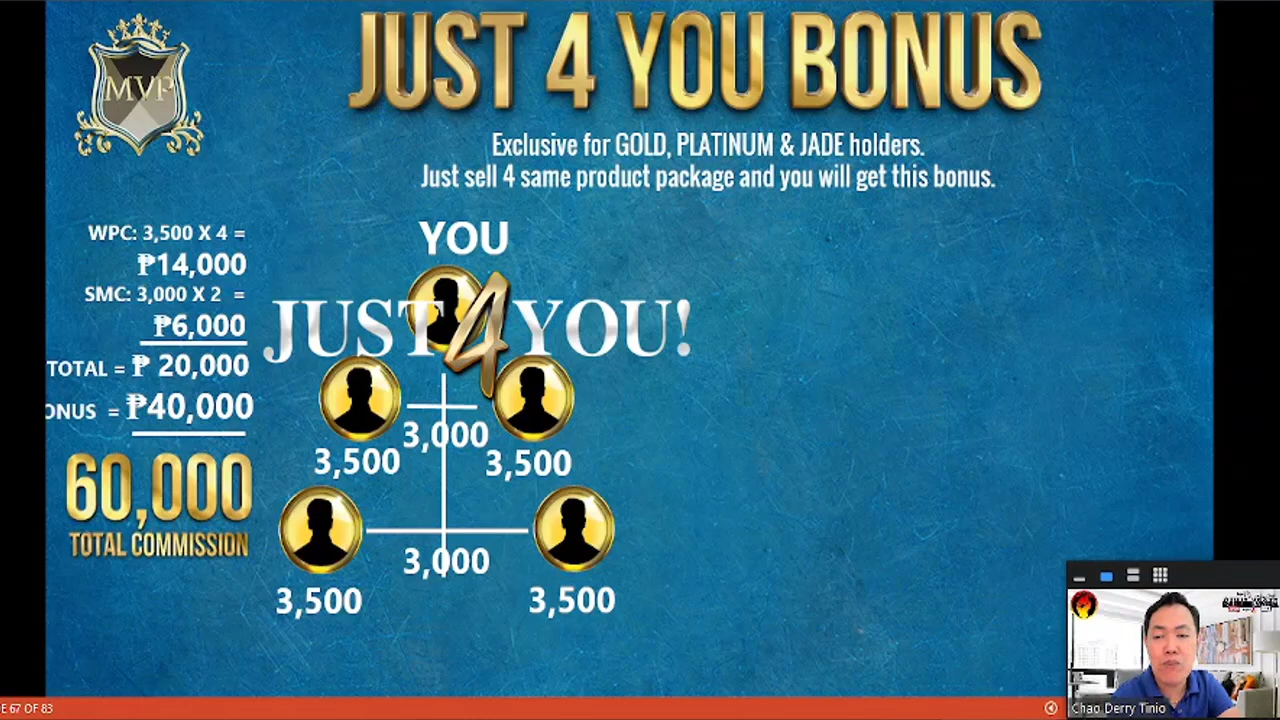 MVP
JUST 4 YOU BONUS
Exclusive for GOLD, PLATINUM & JADE holders.
Just sell 4 same product package and you will get this bonus.
WPC: 3,500 X 4 =
₱14,000
SMC: 3,000 X 2 =
₱6,000
TOTAL = ₱ 20,000
ONUS = ₱40,000
60,000
TOTAL COMMISSION
YOU
JUST 4 YOU!
3,000
3,500 3,500
3,000
3,500 3,500
E 67 OF 83
Chao Derry Tinio